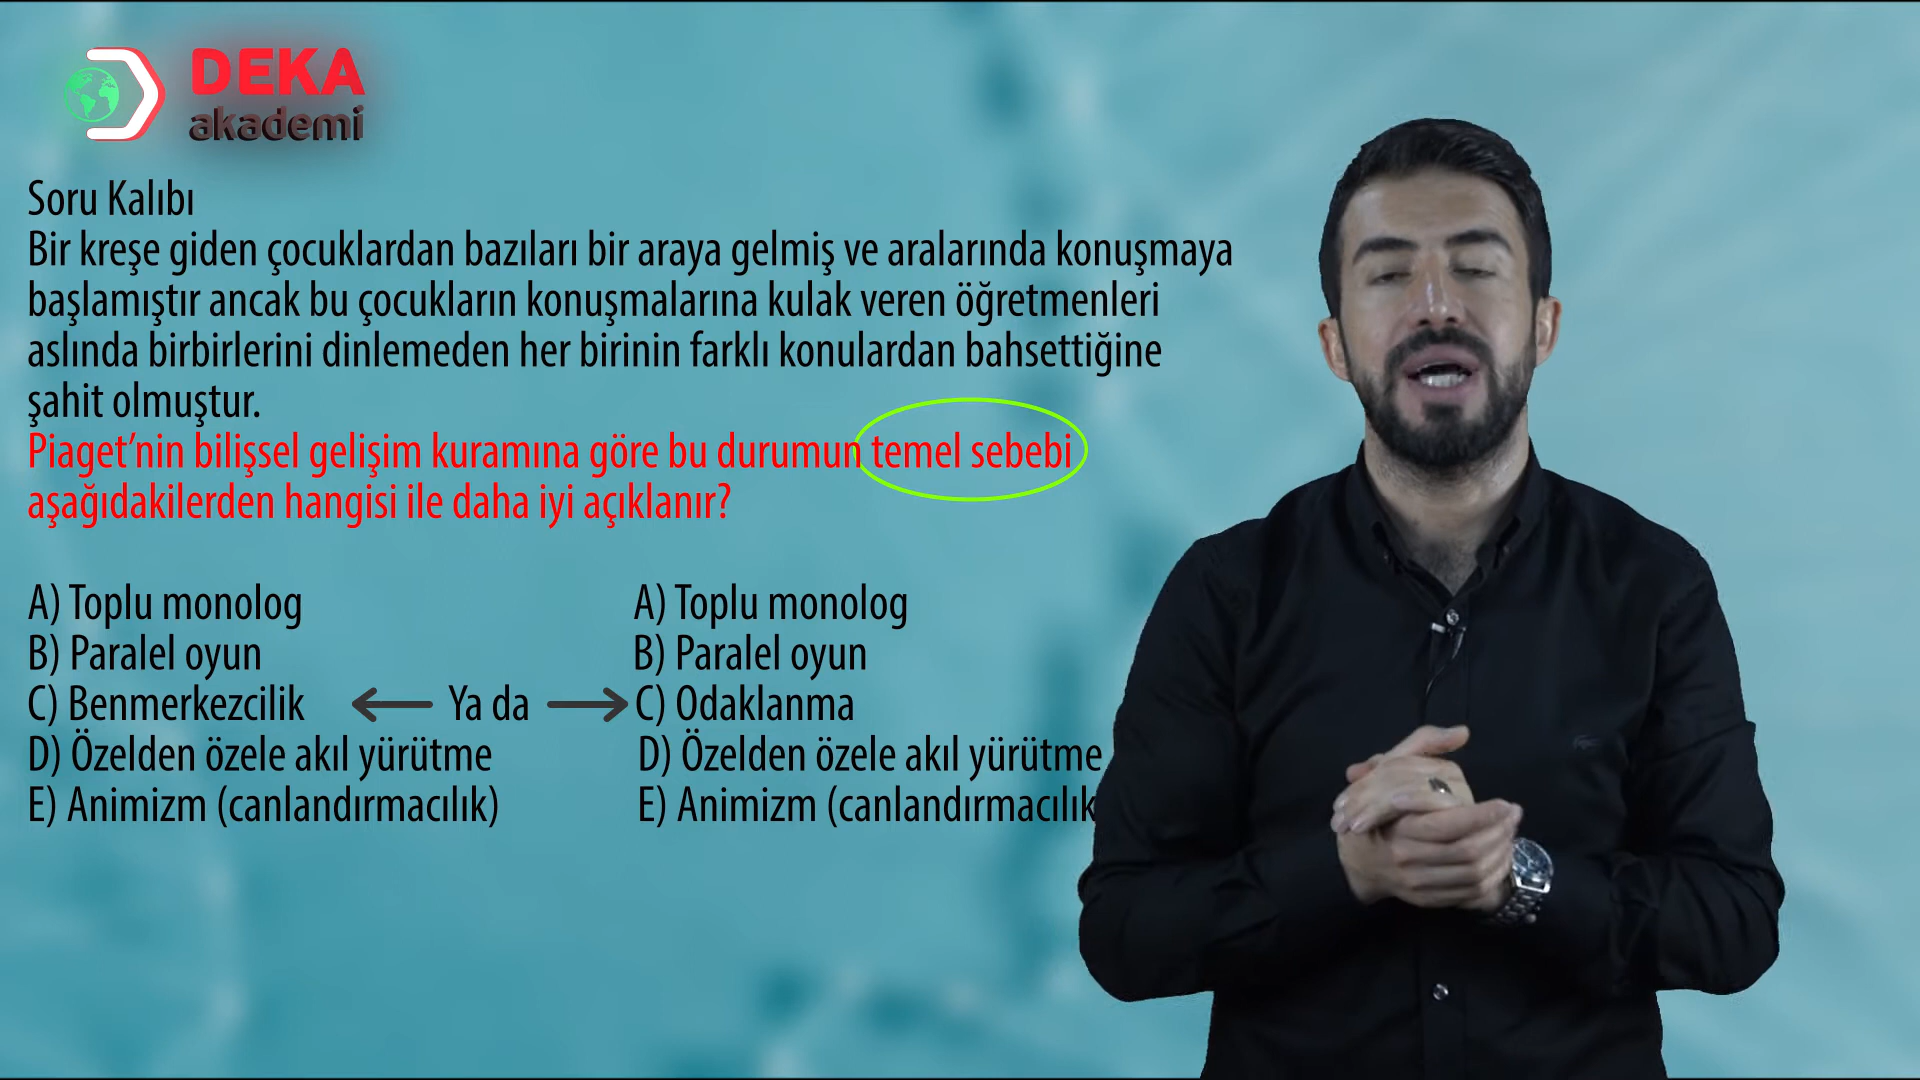 DEKA
akademi
Soru Kalıbı
Bir kreşe giden çocuklardan bazıları bir araya gelmiş ve aralarında konuşmaya
başlamıştır ancak bu çocukların konuşmalarına kulak veren öğretmenleri
aslında birbirlerini dinlemeden her birinin farklı konulardan bahsettiğine
şahit olmuştur.
Piaget’nin bilişsel gelişim kuramına göre bu durumun temel sebebi
aşağıdakilerden hangisi ile daha iyi açıklanır?
A) Toplu monolog A) Toplu monolog
B) Paralel oyun B) Paralel oyun
C) Benmerkezcilik Ya da C) Odaklanma
D) Özelden özele akıl yürütme D) Özelden özele akıl yürütme
E) Animizm (canlandırmacılık) E) Animizm (canlandırmacılık